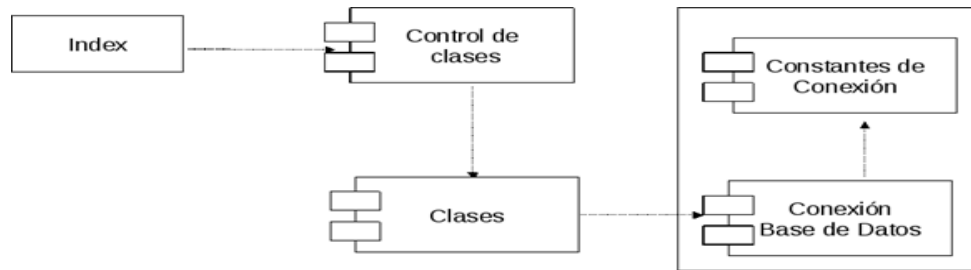 Index
Control de
clases
Constantes de
Conexión
Clases
Conexión
Base de Datos